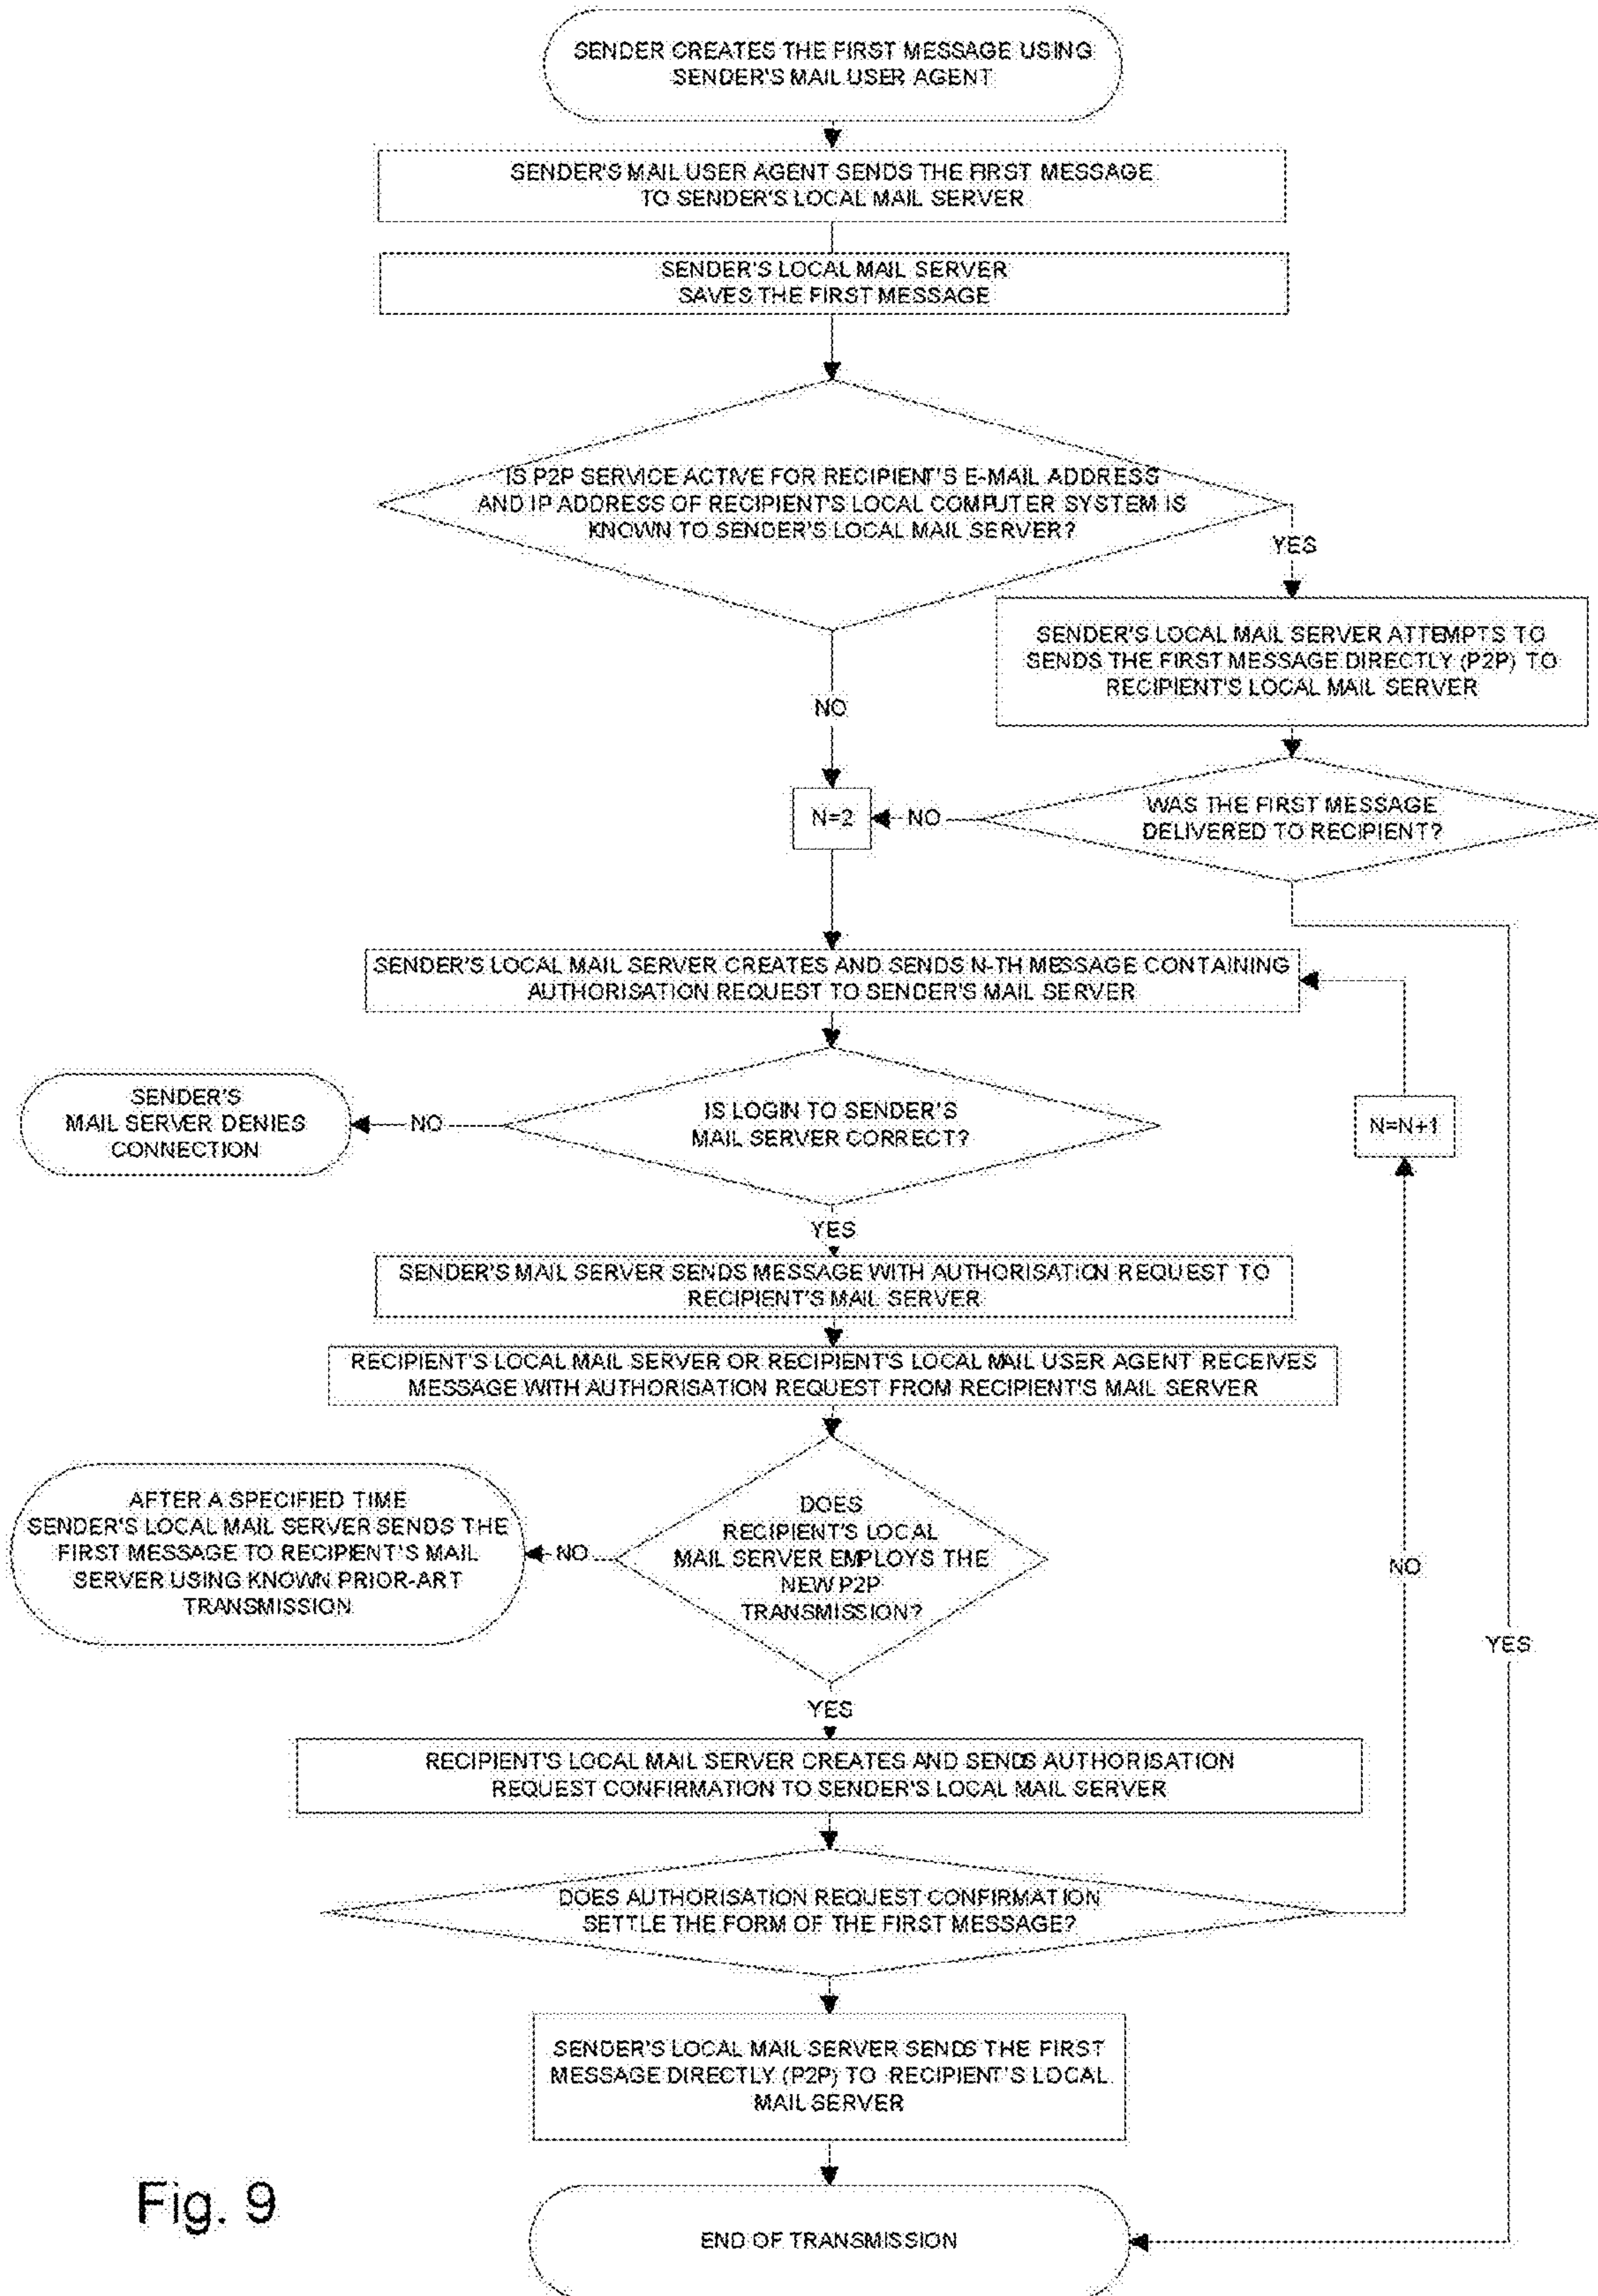 SENDER CREATES THE FIRST MESSAGE USING
SENDER'S MAIL USER AGENT
SENDER'S MAIL USER AGENT SENDS THE FIRST MESSAGE
TO SENDER'S LOCAL MAIL SERVER
SENDER'S LOCAL MAIL SERVER
SAVES THE FIRST MESSAGE
IS P2P SERVICE ACTIVE FOR RECIPIENT'S E-MAIL ADDRESS
AND IP ADDRESS OF RECIPIENT'S LOCAL COMPUTER SYSTEM IS
KNOWN TO SENDER'S LOCAL MAIL SERVER?
YES
SENDER'S LOCAL MAIL SERVER ATTEMPTS TO
SENDS THE FIRST MESSAGE DIRECTLY (P2P) TO
RECIPIENT'S LOCAL MAIL SERVER
NO
WAS THE FIRST MESSAGE
DELIVERED TO RECIPIENT?
NO
N=2
SENDER'S LOCAL MAIL SERVER CREATES AND SENDS N-TH MESSAGE CONTAINING
AUTHORISATION REQUEST TO SENDER'S MAIL SERVER
IS LOGIN TO SENDER'S
MAIL SERVER CORRECT?
NO
SENDER'S
MAIL SERVER DENIES
CONNECTION
N=N+1
YES
SENDER'S MAIL SERVER SENDS MESSAGE WITH AUTHORISATION REQUEST TO
RECIPIENT'S MAIL SERVER
RECIPIENT'S LOCAL MAIL SERVER OR RECIPIENT'S LOCAL MAIL USER AGENT RECEIVES
MESSAGE WITH AUTHORISATION REQUEST FROM RECIPIENT'S MAIL SERVER
DOES
RECIPIENT'S LOCAL
MAIL SERVER EMPLOYS THE
NEW P2P
TRANSMISSION?
NO
AFTER A SPECIFIED TIME
SENDER'S LOCAL MAIL SERVER SENDS THE
FIRST MESSAGE TO RECIPIENT'S MAIL
SERVER USING KNOWN PRIOR-ART
TRANSMISSION
NO
YES
YES
RECIPIENT'S LOCAL MAIL SERVER CREATES AND SENDS AUTHORISATION
REQUEST CONFIRMATION TO SENDER'S LOCAL MAIL SERVER
DOES AUTHORISATION REQUEST CONFIRMATION
SETTLE THE FORM OF THE FIRST MESSAGE?
SENDER'S LOCAL MAIL SERVER SENDS THE FIRST
MESSAGE DIRECTLY (P2P) TO RECIPIENT'S LOCAL
MAIL SERVER
Fig. 9
END OF TRANSMISSION